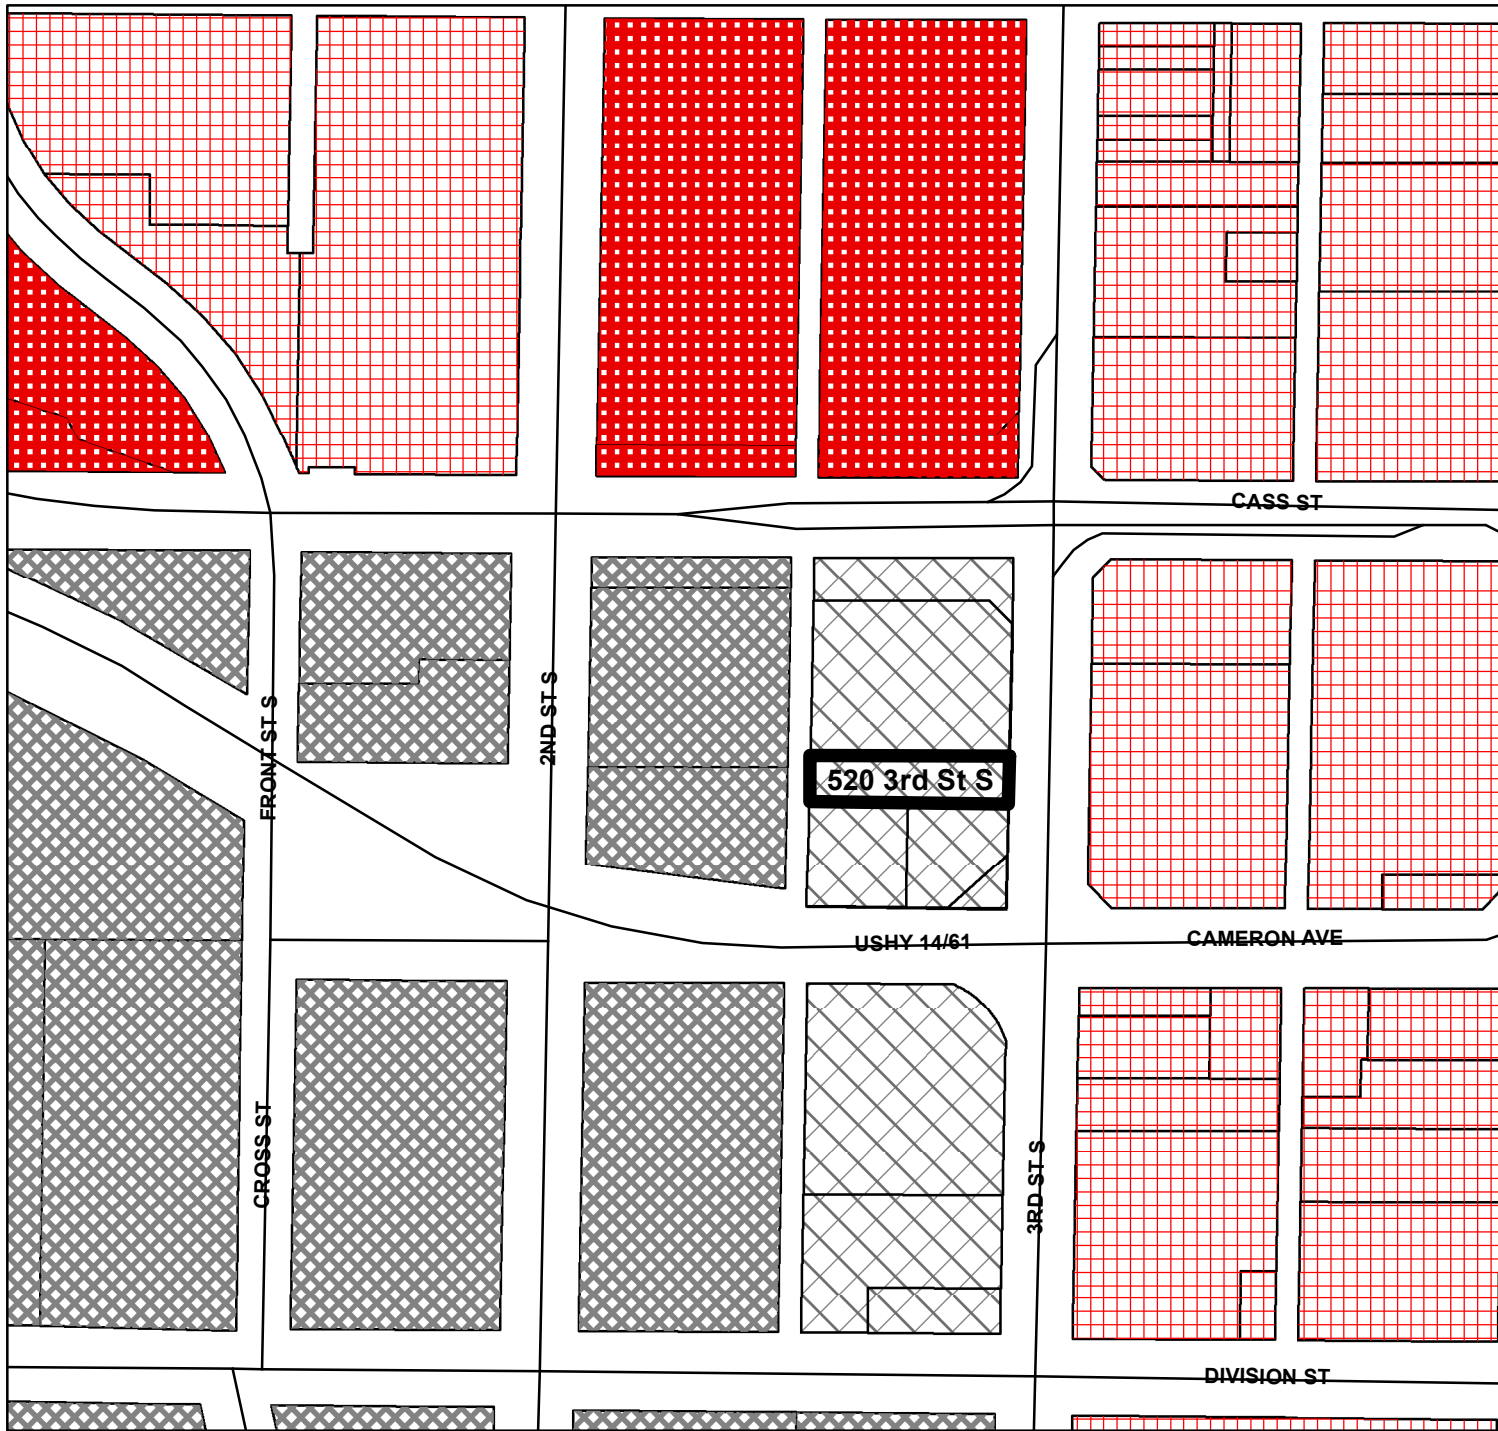 CASS ST
FRONT ST S
2ND ST S
520 3rd St S
USHY 14/61
CAMERON AVE
CROSS ST
3RD ST S
DIVISION ST